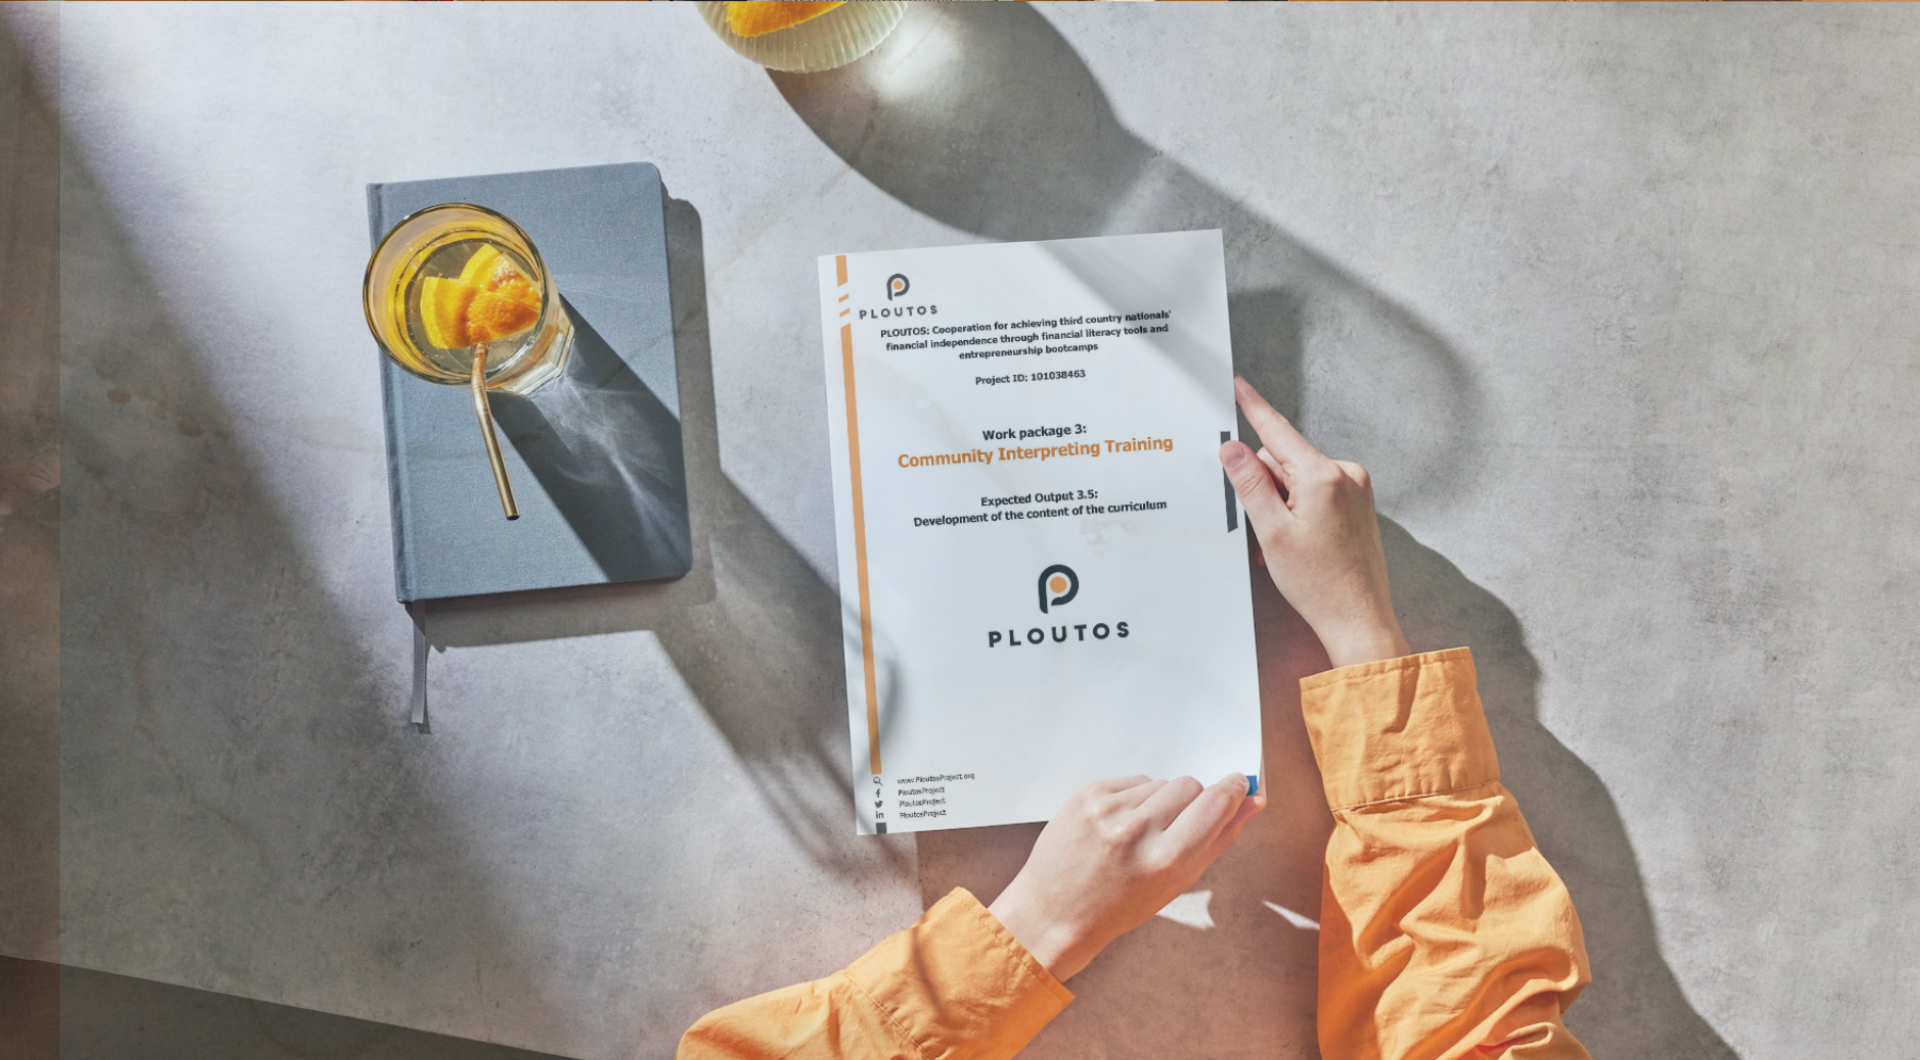 PLOUTOS
PLOUTOS: Cooperation for achieving third country nationals'
financial independence through financial literacy tools and
entrepreneurship bootcamps
Project ID: 101038463
Work package 3:
Community Interpreting Training
Expected Output 3.5:
Development of the content of the curriculum
PLOUTOS
www.PloutosProject.org
PloutosProject
PloutosProject
PloutosProject